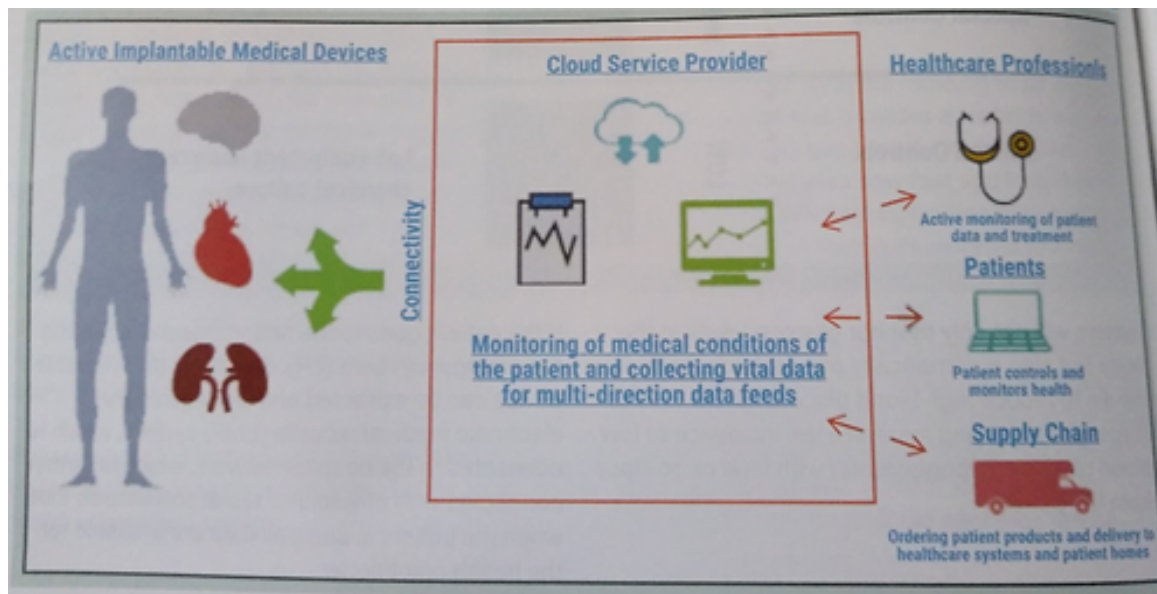 Active Implantable Medical Devices
Connectivity
Cloud Service Provider
Monitoring of medical conditions of
the patient and collecting vital data
for multi-direction data feeds
Healthcare Professionals
Active monitoring of patient
data and treatment
Patients
Patient controls and
monitors health
Supply Chain
Ordering patient products and delivery to
healthcare systems and patient homes